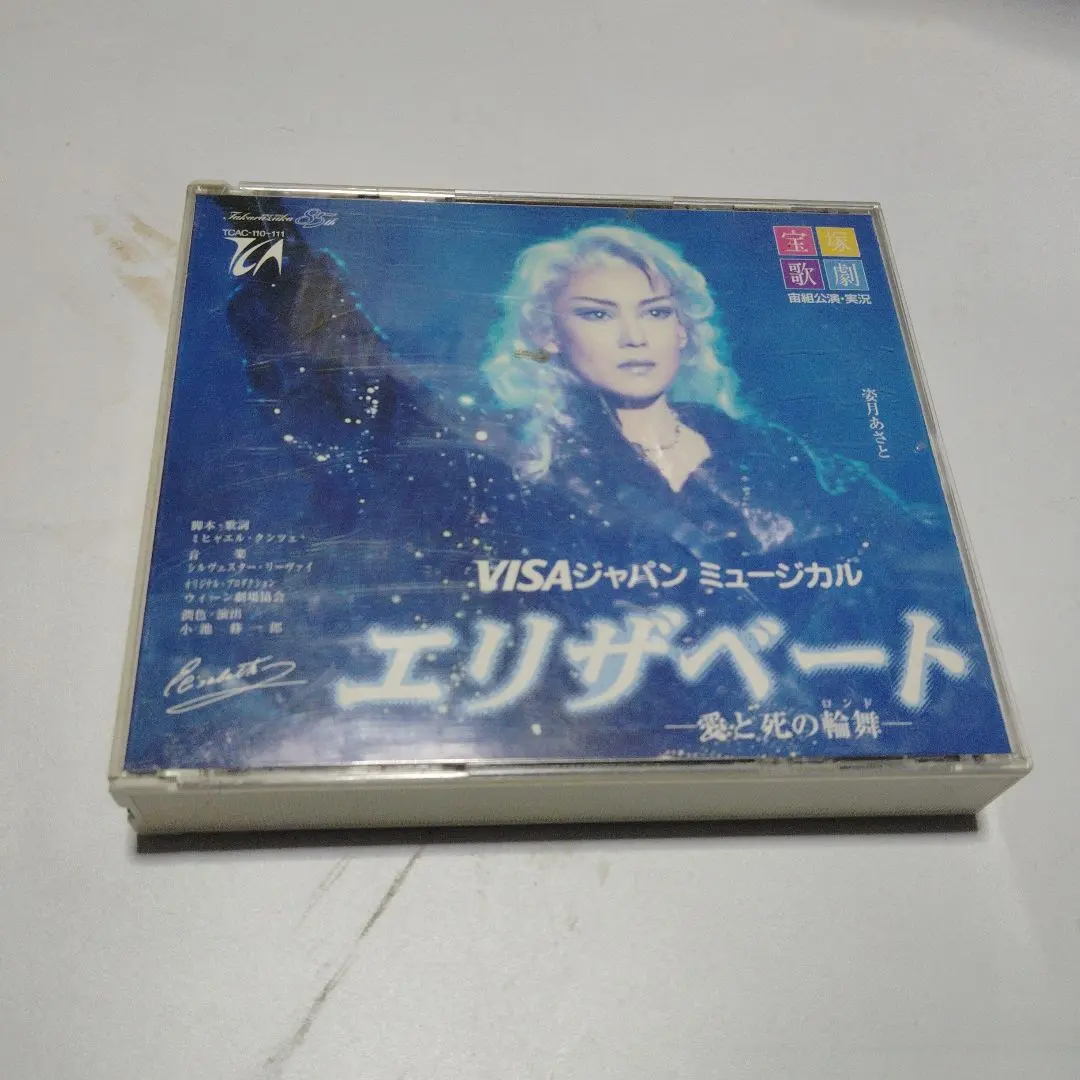 Takarazuka 85th
TCAC-110-111
TCA
宝塚
歌劇
宙組公演・実況
姿月あさと
脚本・歌詞
ミヒャエル・クンツェ
音 楽
シルヴェスター・リーヴァイ
オリジナル・プロダクション
ウィーン劇場協会
潤色・演出
小池修一郎
VISAジャパン ミュージカル
エリザベート
ロンド
―愛と死の輪舞―